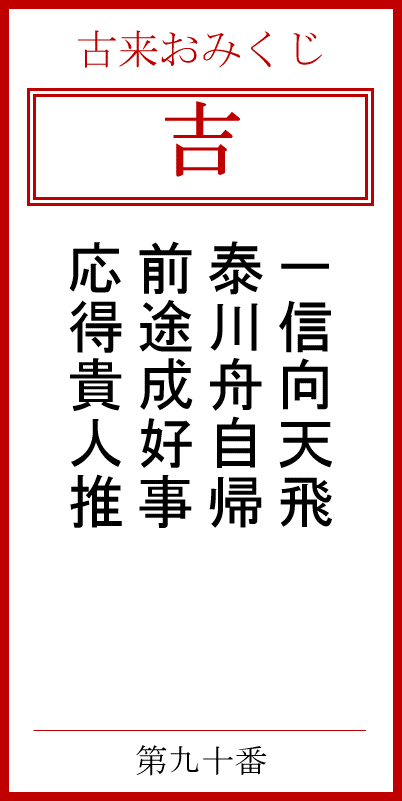 古来おみくじ
吉
一信向天飛
泰川舟自帰
前途成好事
応得貴人推
第九十番